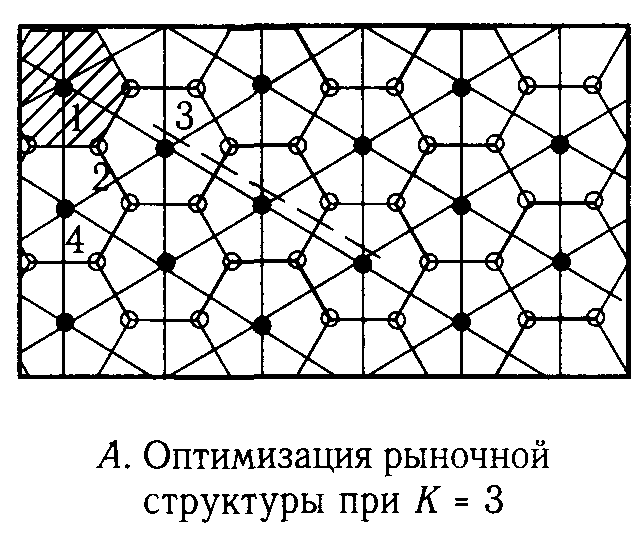 3
1
2
4
А. Оптимизация рыночной
структуры при K = 3